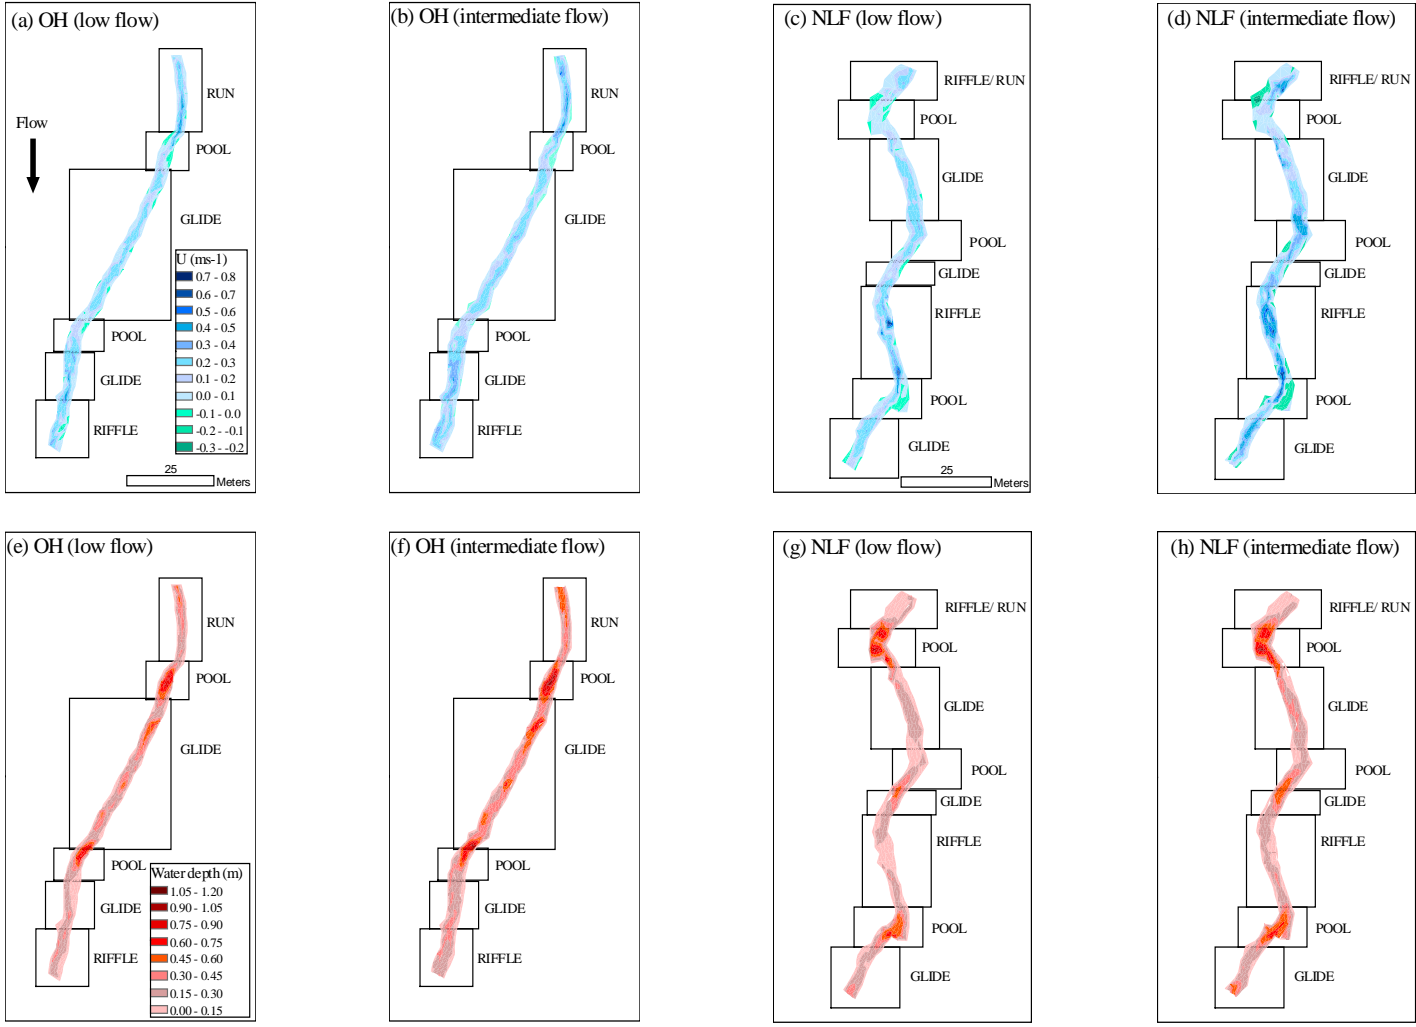 (a) OH (low flow)
RUN
Flow
POOL
GLIDE
U (ms-1)
0.7 - 0.8
0.6 - 0.7
0.5 - 0.6
0.4 - 0.5
0.3 - 0.4
0.2 - 0.3
0.1 - 0.2
0.0 - 0.1
-0.1 - 0.0
-0.2 - -0.1
-0.3 - -0.2
POOL
GLIDE
RIFFLE
25
Meters
(b) OH (intermediate flow)
RUN
POOL
GLIDE
POOL
GLIDE
RIFFLE
(c) NLF (low flow)
RIFFLE/ RUN
POOL
GLIDE
POOL
GLIDE
RIFFLE
POOL
GLIDE
25
Meters
(d) NLF (intermediate flow)
RIFFLE/ RUN
POOL
GLIDE
POOL
GLIDE
RIFFLE
POOL
GLIDE
(e) OH (low flow)
RUN
POOL
GLIDE
POOL
GLIDE
RIFFLE
Water depth (m)
1.05 - 1.20
0.90 - 1.05
0.75 - 0.90
0.60 - 0.75
0.45 - 0.60
0.30 - 0.45
0.15 - 0.30
0.00 - 0.15
(f) OH (intermediate flow)
RUN
POOL
GLIDE
POOL
GLIDE
RIFFLE
(g) NLF (low flow)
RIFFLE/ RUN
POOL
GLIDE
POOL
GLIDE
RIFFLE
POOL
GLIDE
(h) NLF (intermediate flow)
RIFFLE/ RUN
POOL
GLIDE
POOL
GLIDE
RIFFLE
POOL
GLIDE